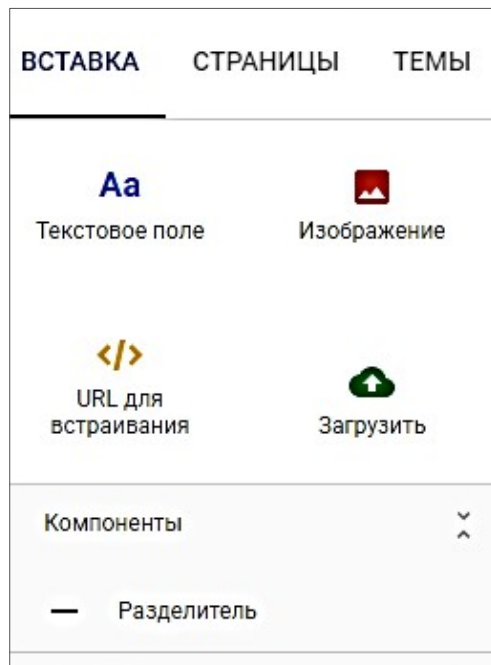 ВСТАВКА СТРАНИЦЫ ТЕМЫ
Aa
Текстовое поле
Изображение
</>
URL для
встраивания
Загрузить
Компоненты
Разделитель